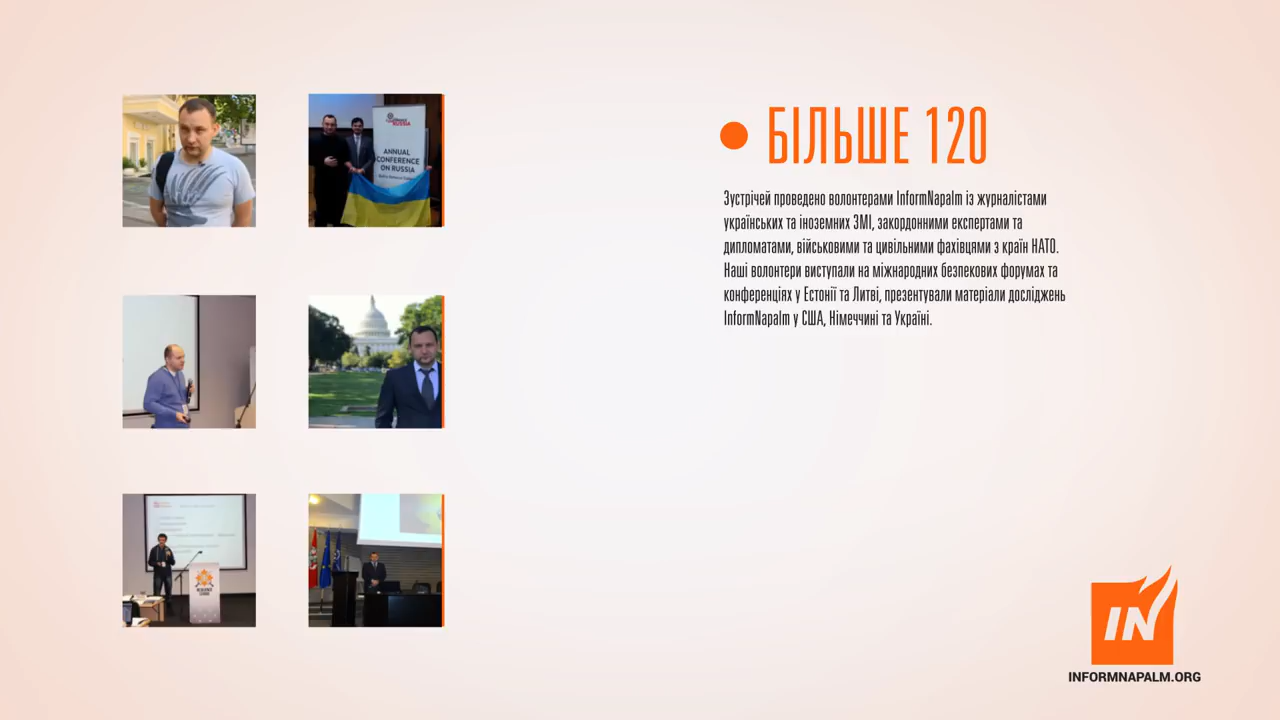 БІЛЬШЕ 120
Зустрічей проведено волонтерами InformNapalm із журналістами
українських та іноземних ЗМІ, закордонними експертами та
дипломатами, військовими та цивільними фахівцями з країн НАТО.
Наші волонтери виступали на міжнародних безпекових форумах та
конференціях у Естонії та Литві, презентували матеріали досліджень
InformNapalm у США, Німеччині та Україні.
RUSSIA
ANNUAL
CONFERENCE
ON RUSSIA
IN
INFORMNAPALM.ORG